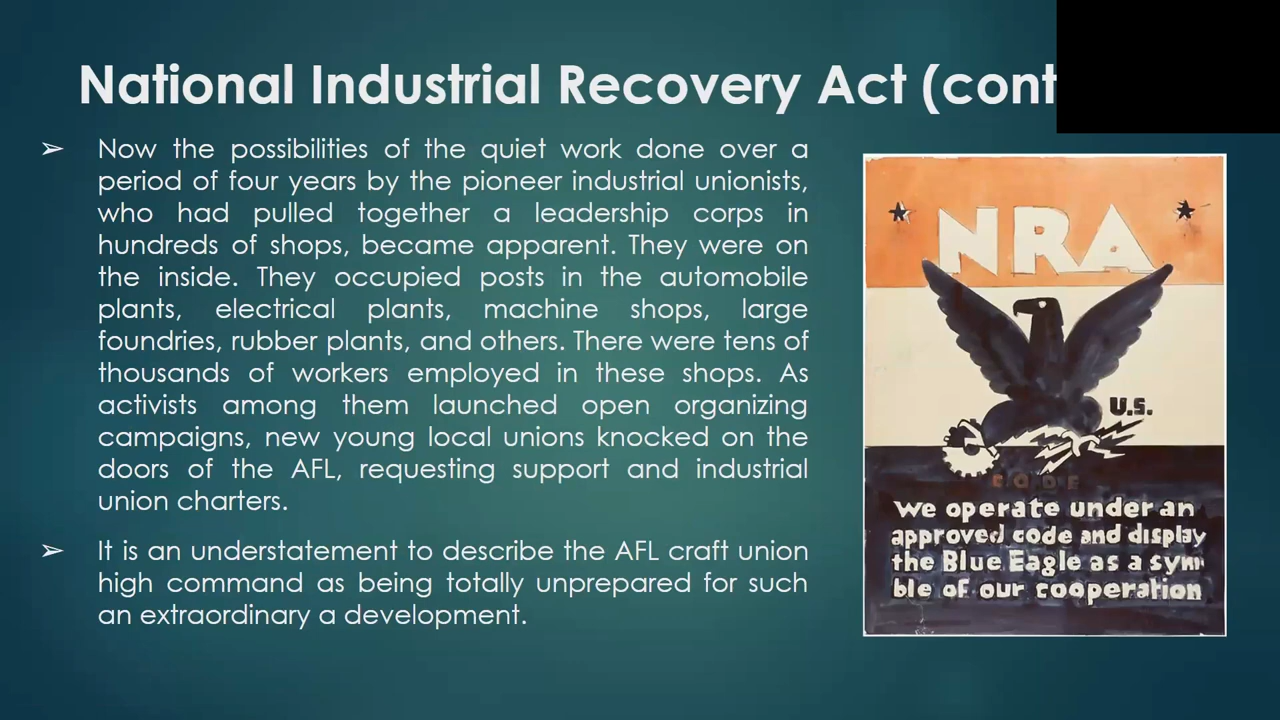 National Industrial Recovery Act (cont
➢ Now the possibilities of the quiet work done over a
period of four years by the pioneer industrial unionists,
who had pulled together a leadership corps in
hundreds of shops, became apparent. They were on
the inside. They occupied posts in the automobile
plants, electrical plants, machine shops, large
foundries, rubber plants, and others. There were tens of
thousands of workers employed in these shops. As
activists among them launched open organizing
campaigns, new young local unions knocked on the
doors of the AFL, requesting support and industrial
union charters.
➢ It is an understatement to describe the AFL craft union
high command as being totally unprepared for such
an extraordinary a development.
NRA
U.S.
CODE
we operate under an
approved code and display
the Blue Eagle as a sym
ble of our cooperation